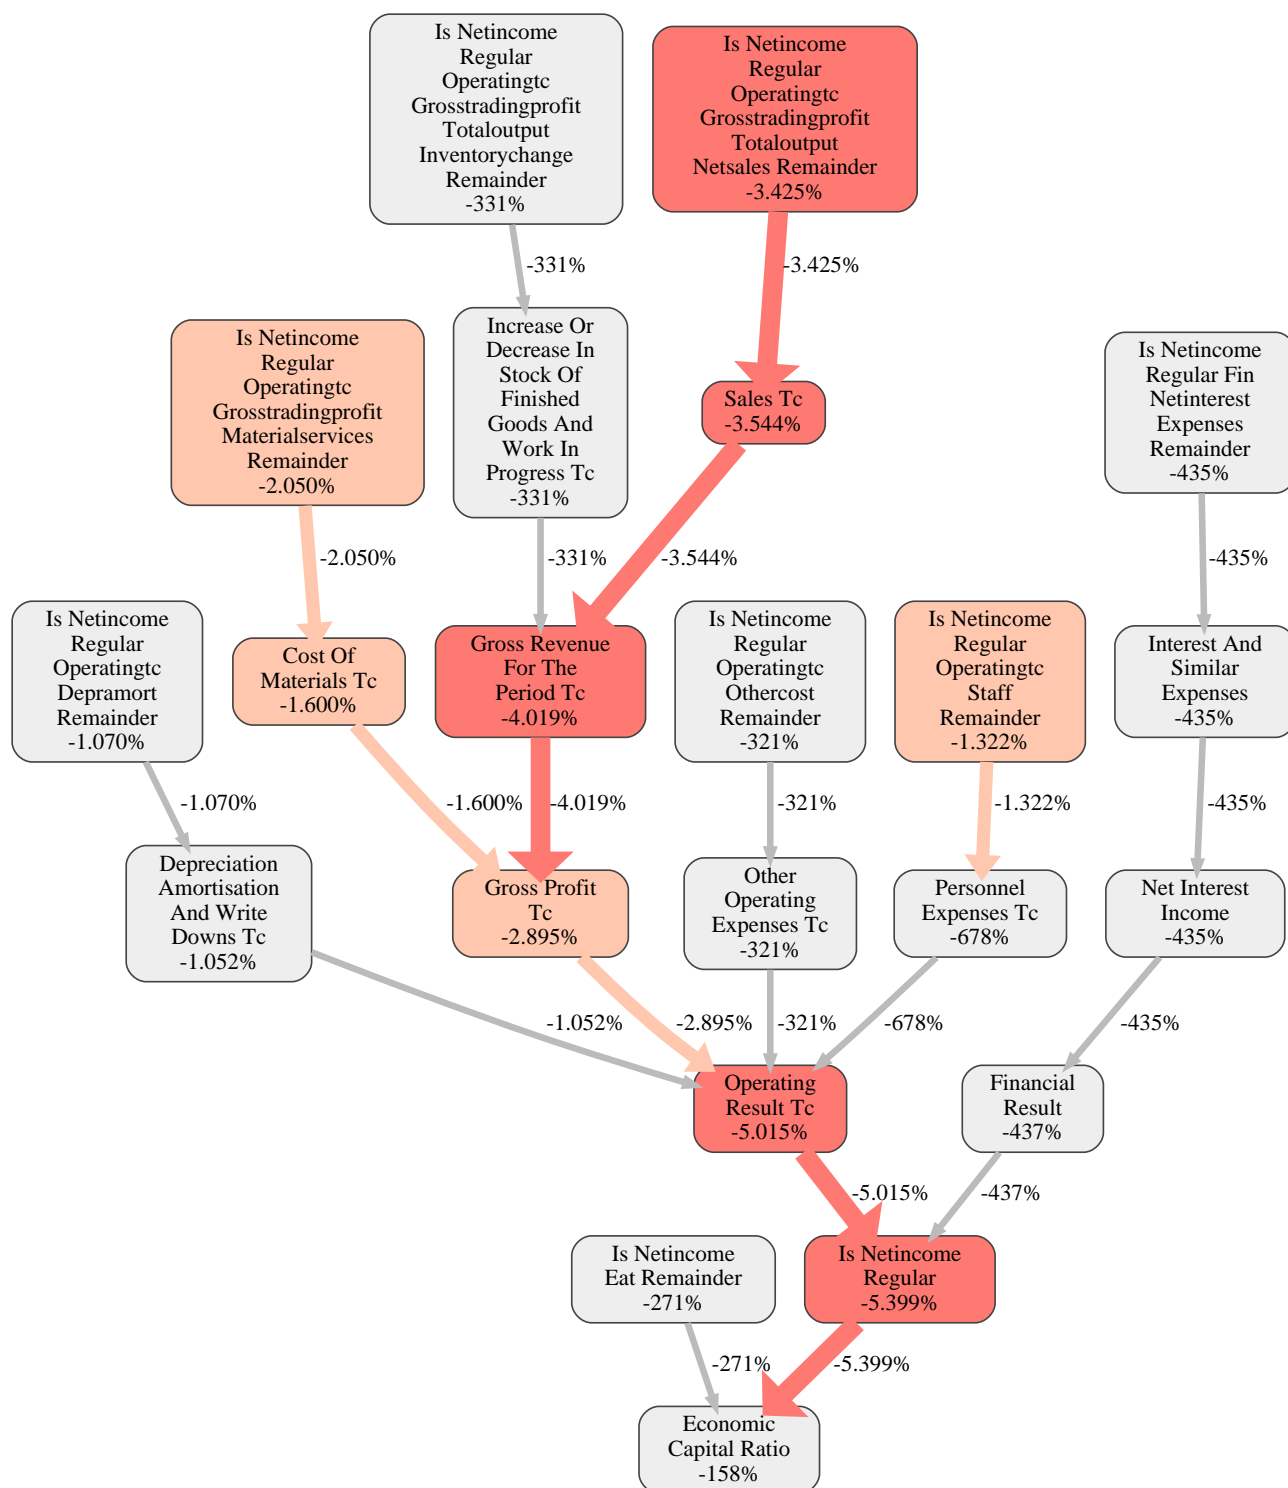 Is Netincome
Regular
Operatingtc
Grosstradingprofit
Totaloutput
Inventorychange
Remainder
-331%
Is Netincome
Regular
Operatingtc
Grosstradingprofit
Totaloutput
Netsales Remainder
-3.425%
-331%
-3.425%
Is Netincome
Regular
Operatingtc
Grosstradingprofit
Materialservices
Remainder
-2.050%
Increase Or
Decrease In
Stock Of
Finished
Goods And
Work In
Progress Tc
-331%
Sales Tc
-3.544%
Is Netincome
Regular Fin
Netinterest
Expenses
Remainder
-435%
-2.050%
-331%
-3.544%
-435%
Is Netincome
Regular
Operatingtc
Depramort
Remainder
-1.070%
Cost Of
Materials Tc
-1.600%
Gross Revenue
For The
Period Tc
-4.019%
Is Netincome
Regular
Operatingtc
Othercost
Remainder
-321%
Is Netincome
Regular
Operatingtc
Staff
Remainder
-1.322%
Interest And
Similar
Expenses
-435%
-1.070%
-1.600%
-4.019%
-321%
-1.322%
-435%
Depreciation
Amortisation
And Write
Downs Tc
-1.052%
Gross Profit
Tc
-2.895%
Other
Operating
Expenses Tc
-321%
Personnel
Expenses Tc
-678%
Net Interest
Income
-435%
-1.052%
-2.895%
-321%
-678%
-435%
Operating
Result Tc
-5.015%
Financial
Result
-437%
-5.015%
-437%
Is Netincome
Eat Remainder
-271%
Is Netincome
Regular
-5.399%
-271%
-5.399%
Economic
Capital Ratio
-158%